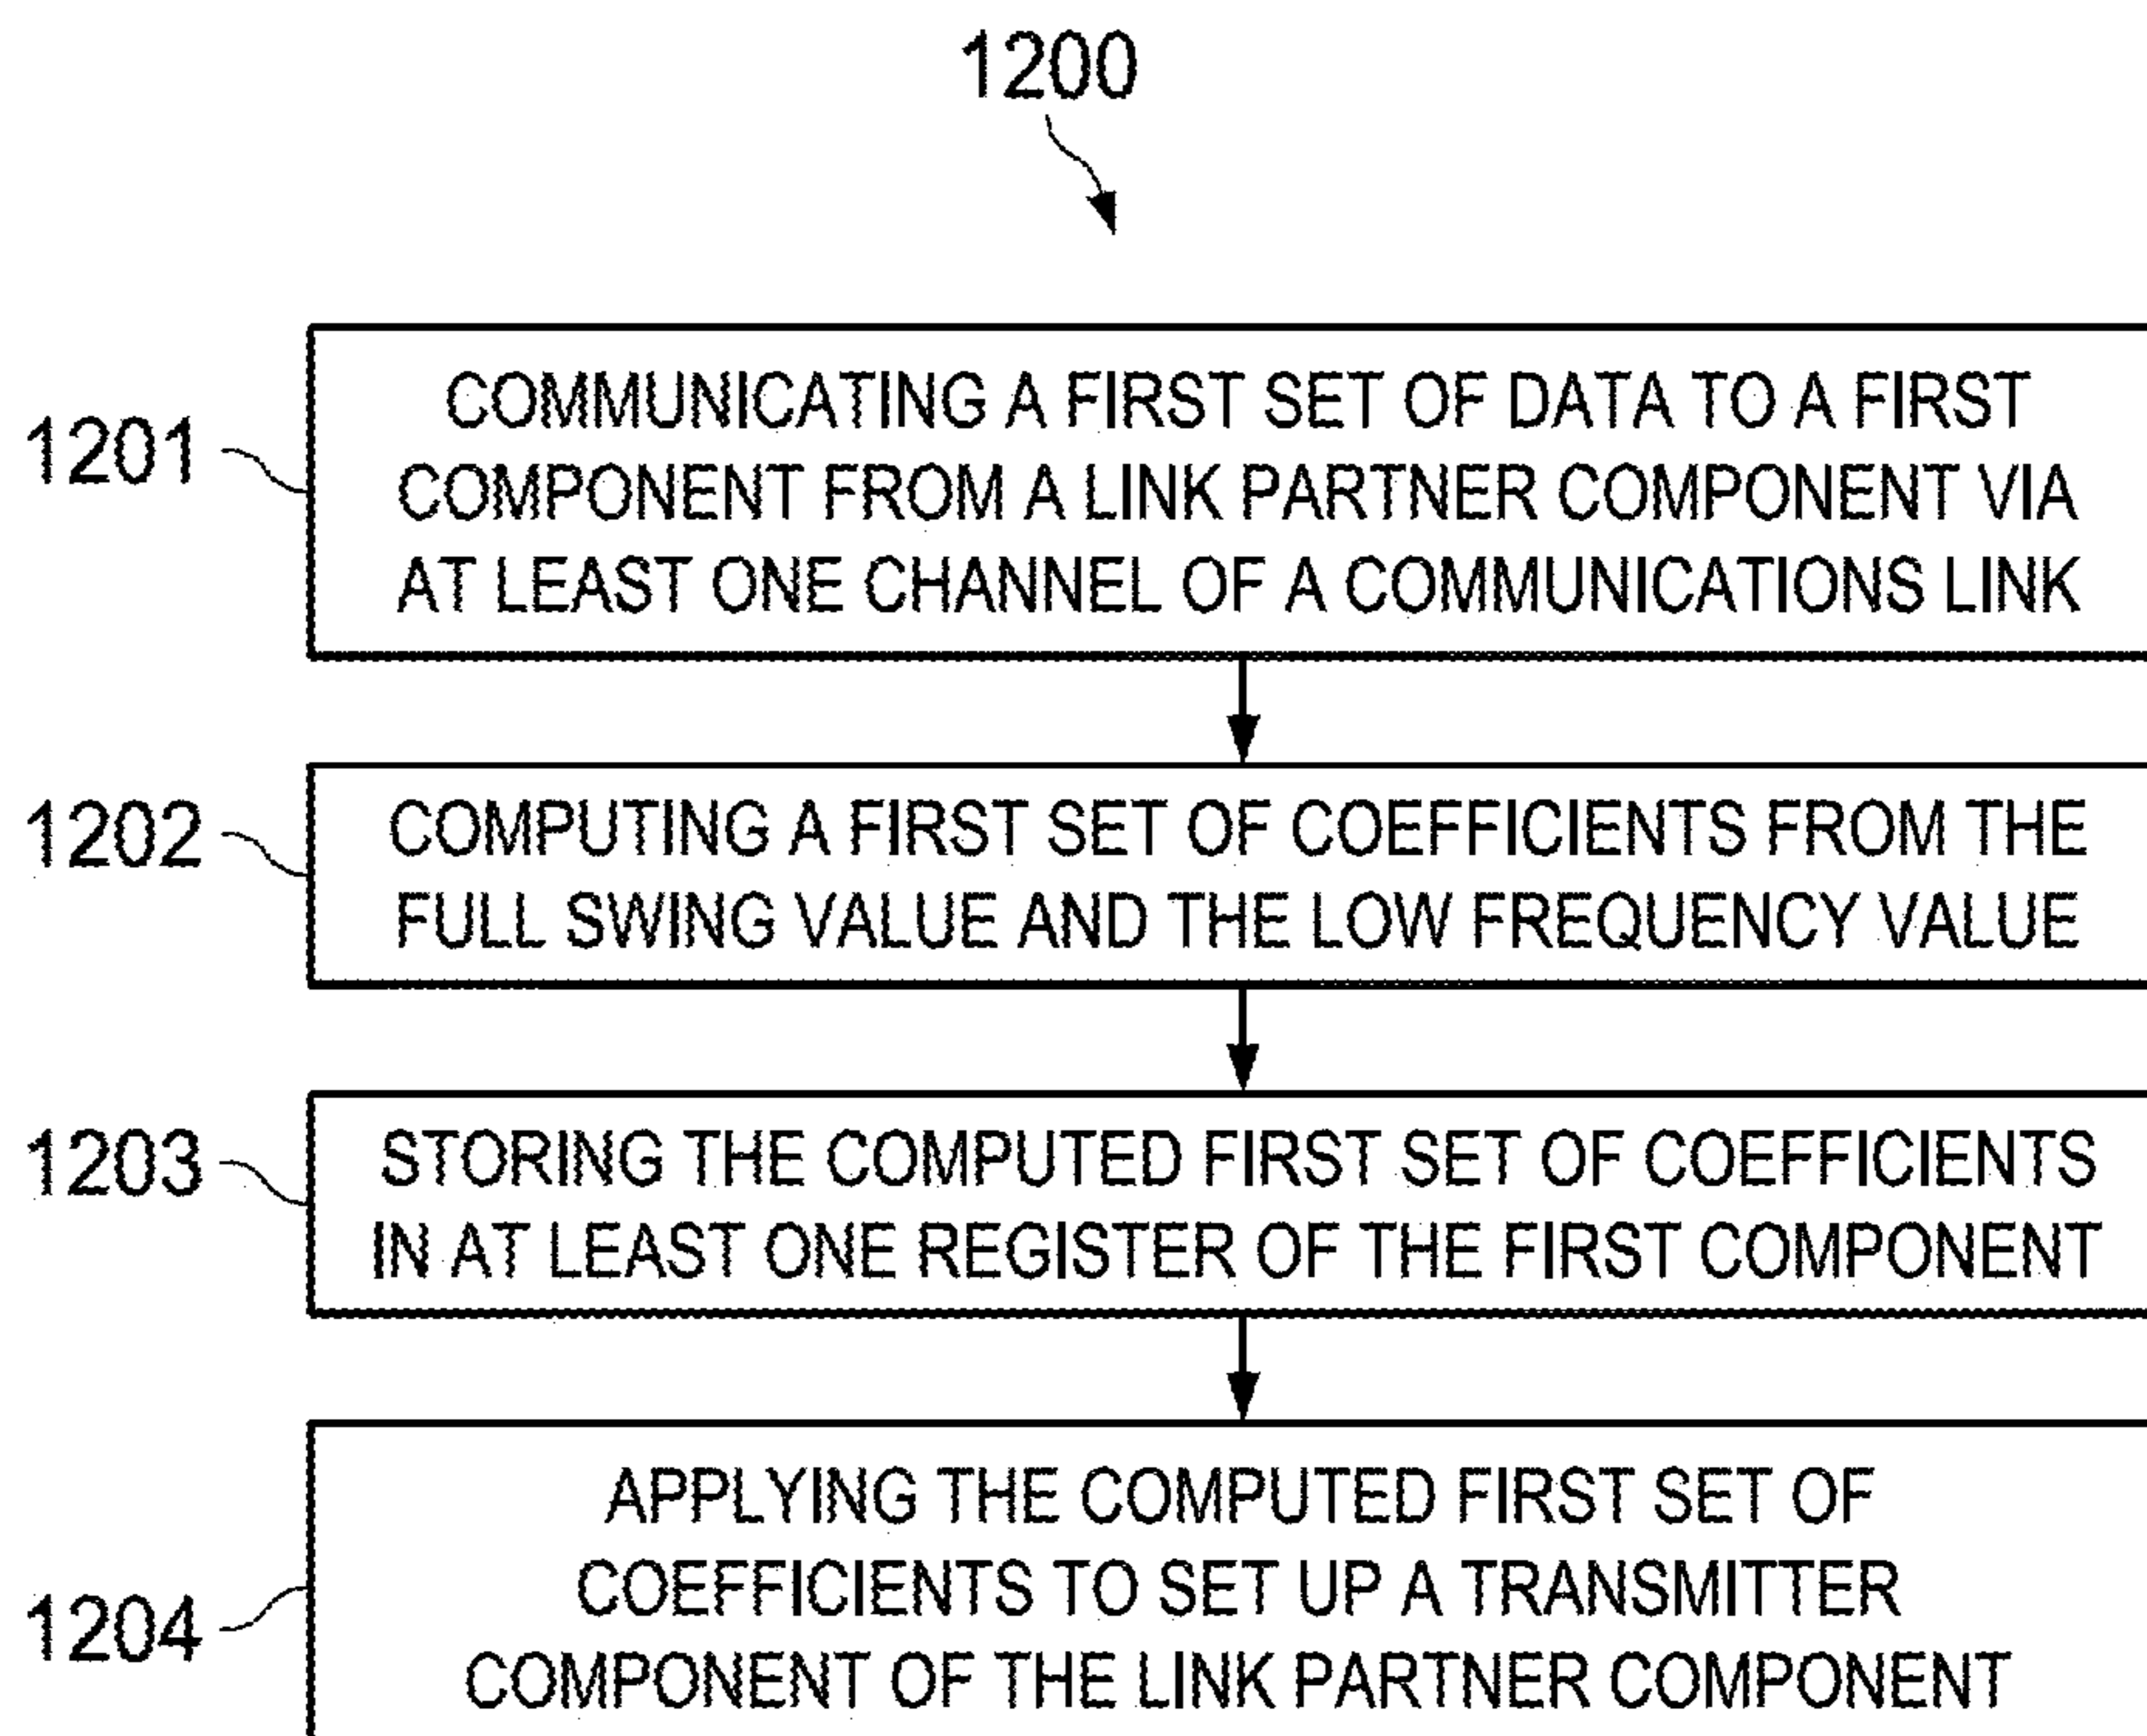 1200
1201
COMMUNICATING A FIRST SET OF DATA TO A FIRST
COMPONENT FROM A LINK PARTNER COMPONENT VIA
AT LEAST ONE CHANNEL OF A COMMUNICATIONS LINK
1202
COMPUTING A FIRST SET OF COEFFICIENTS FROM THE
FULL SWING VALUE AND THE LOW FREQUENCY VALUE
1203
STORING THE COMPUTED FIRST SET OF COEFFICIENTS
IN AT LEAST ONE REGISTER OF THE FIRST COMPONENT
1204
APPLYING THE COMPUTED FIRST SET OF
COEFFICIENTS TO SET UP A TRANSMITTER
COMPONENT OF THE LINK PARTNER COMPONENT